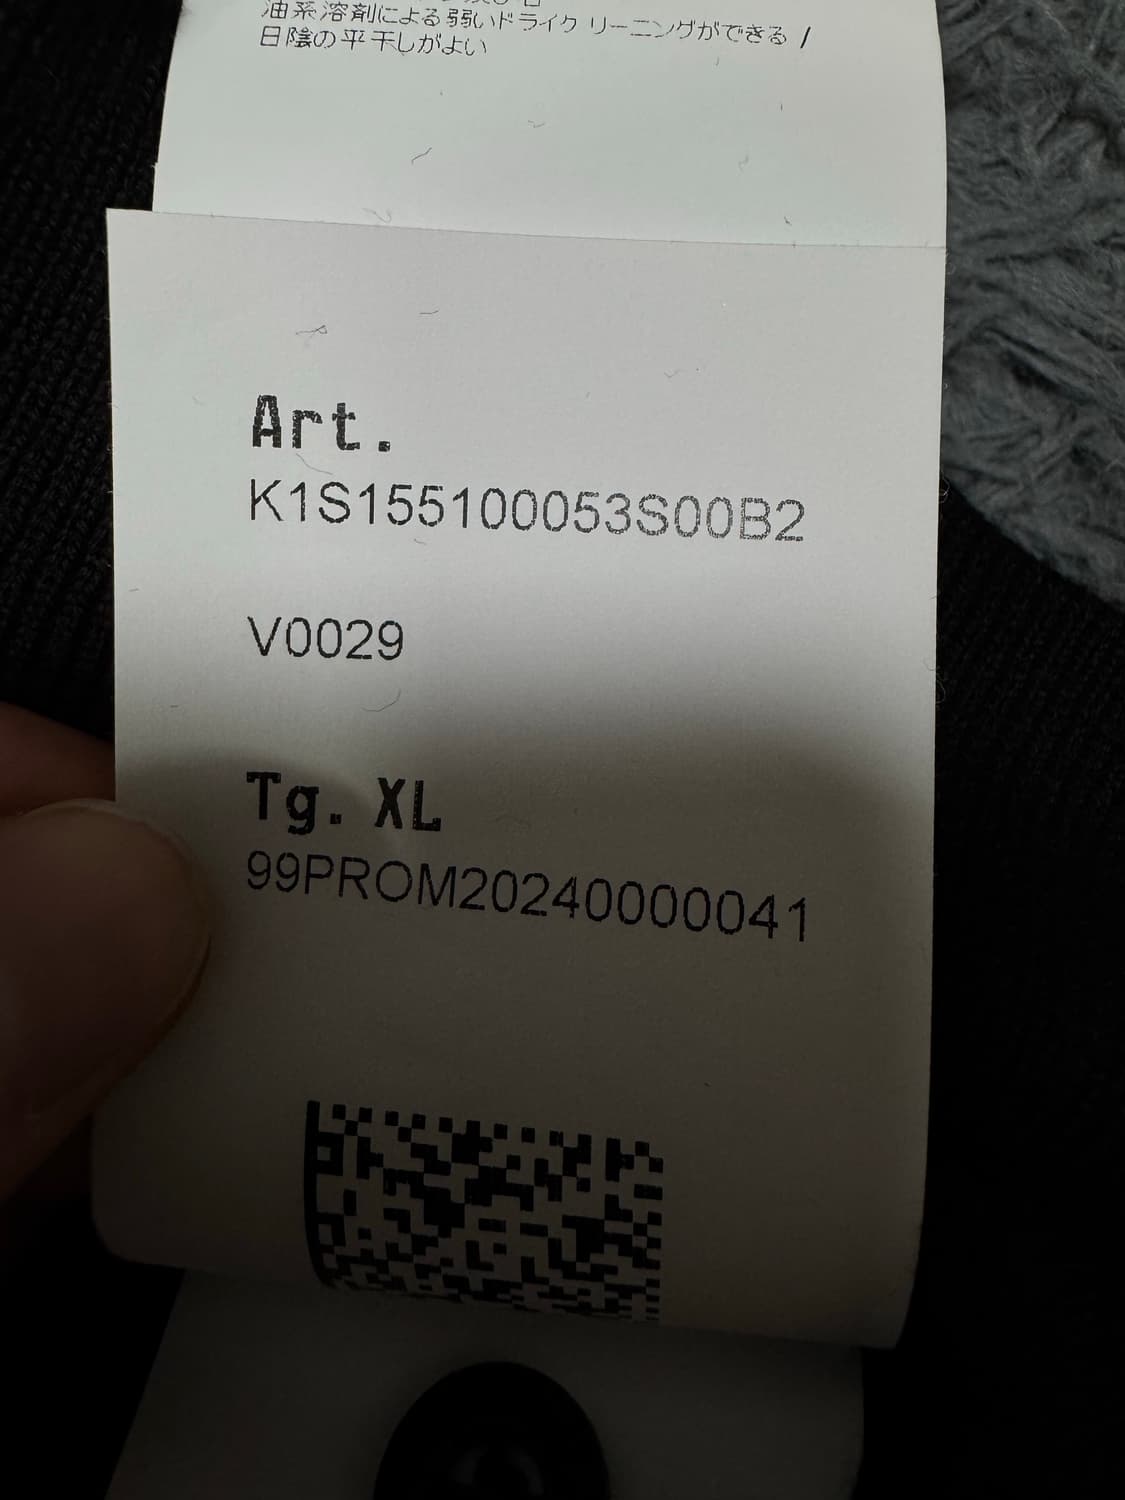 油系溶剤による弱いドライクリーニングができる /
日陰の平干しがよい
Art.
K1S155100053S00B2
V0029
Tg. XL
99PROM20240000041